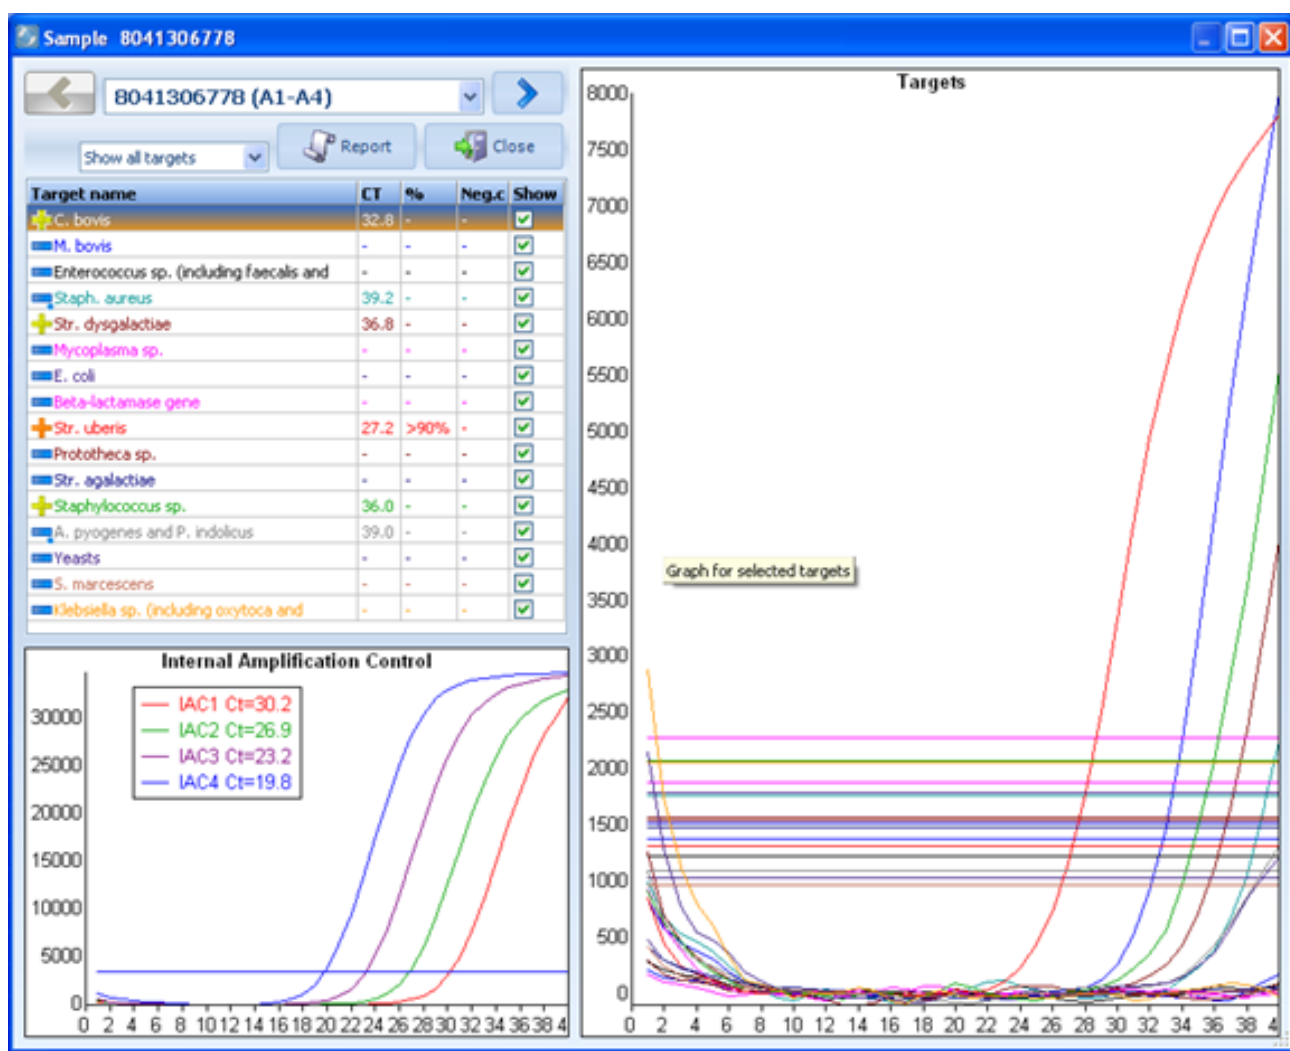 Sample 8041306778
8041306778 (A1-A4)
Show all targets
Report
Close
Target name CT % Neg.c Show
C. bovis 32.8 - -
M. bovis - - -
Enterococcus sp. (including faecalis and - - -
Staph. aureus 39.2 - -
Str. dysgalactiae 36.8 - -
Mycoplasma sp. - - -
E. coli - - -
Beta-lactamase gene - - -
Str. uberis 27.2 >90% -
Prototheca sp. - - -
Str. agalactiae - - -
Staphylococcus sp. 36.0 - -
A. pyogenes and P. indolicus 39.0 - -
Yeasts - - -
S. marcescens - - -
Klebsiella sp. (including oxytoca and - - -
Internal Amplification Control
IAC1 Ct=30.2
IAC2 Ct=26.9
IAC3 Ct=23.2
IAC4 Ct=19.8
30000
25000
20000
15000
10000
5000
0
0 2 4 6 8 10 12 14 16 18 20 22 24 26 28 30 32 34 36 38 4
Targets
8000
7500
7000
6500
6000
5500
5000
4500
4000
3500
3000
2500
2000
1500
1000
500
0
Graph for selected targets
0 2 4 6 8 10 12 14 16 18 20 22 24 26 28 30 32 34 36 38 4